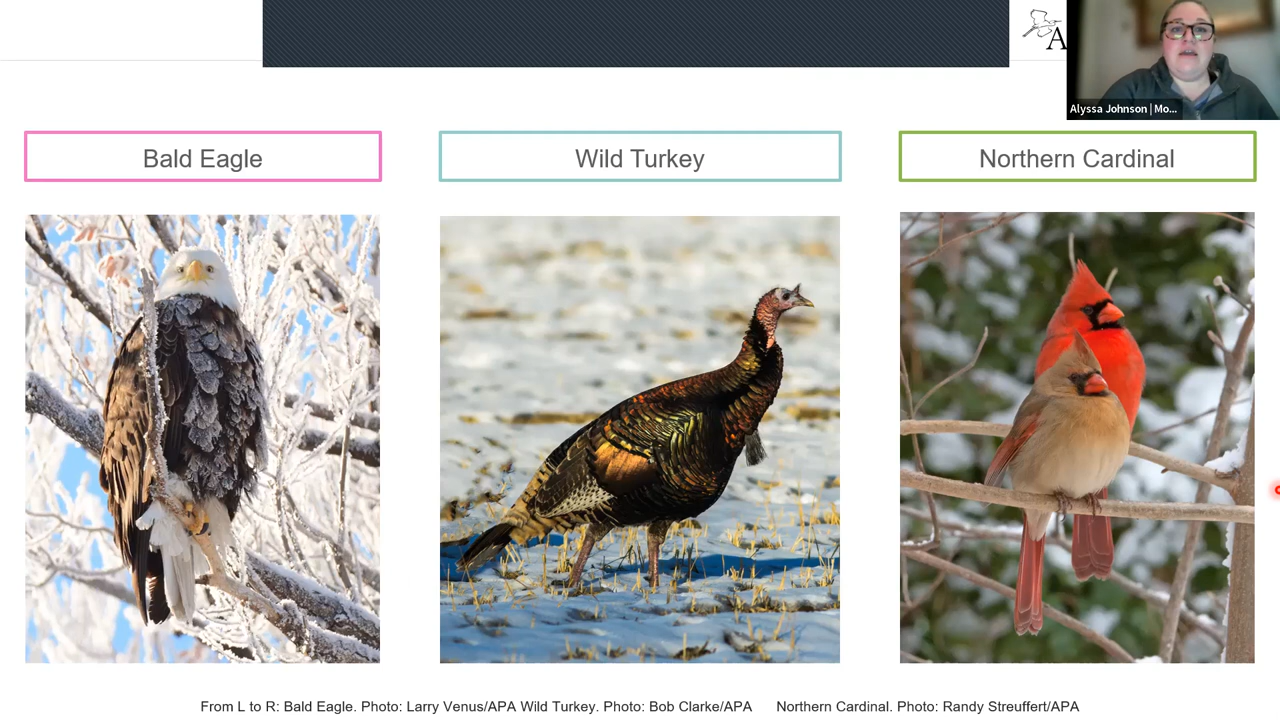 A
Alyssa Johnson | Mo...
Bald Eagle
Wild Turkey
Northern Cardinal
From L to R: Bald Eagle. Photo: Larry Venus/APA Wild Turkey. Photo: Bob Clarke/APA Northern Cardinal. Photo: Randy Streuffert/APA